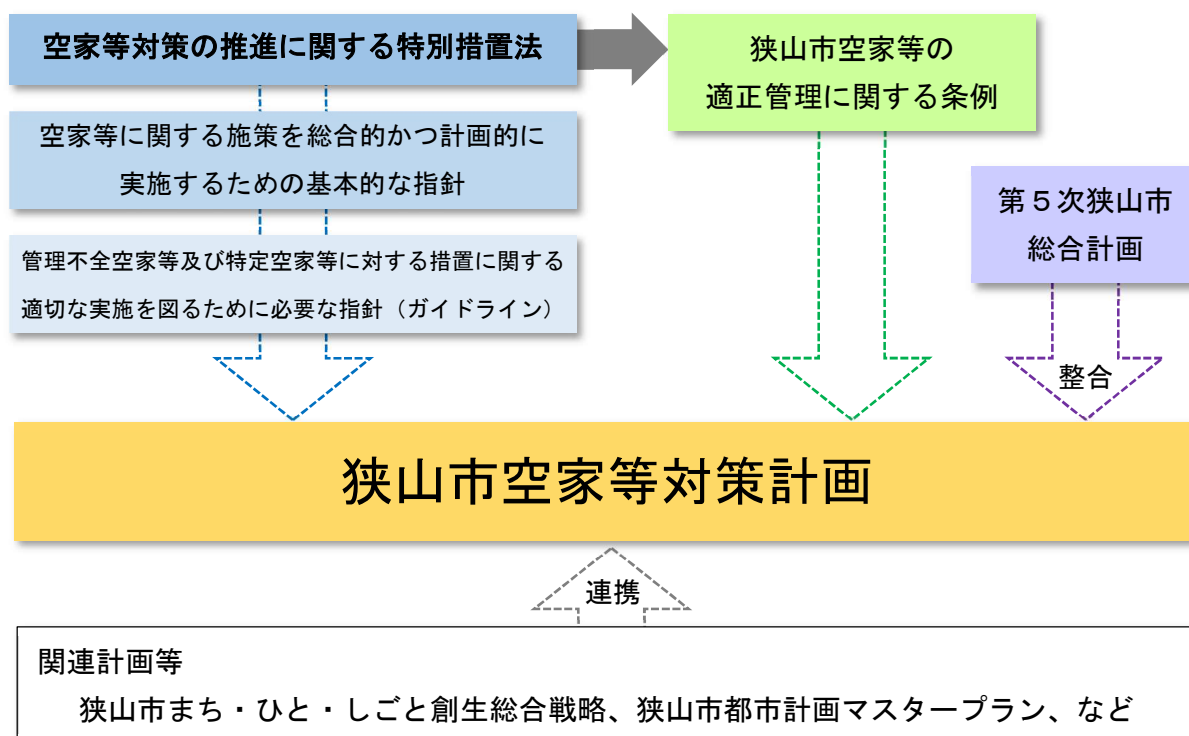 空家等対策の推進に関する特別措置法
狭山市空家等の
適正管理に関する条例
空家等に関する施策を総合的かつ計画的に
実施するための基本的な指針
第5次狭山市
総合計画
管理不全空家等及び特定空家等に対する措置に関する
適切な実施を図るために必要な指針（ガイドライン）
整合
狭山市空家等対策計画
連携
関連計画等
狭山市まち・ひと・しごと創生総合戦略、狭山市都市計画マスタープラン、など